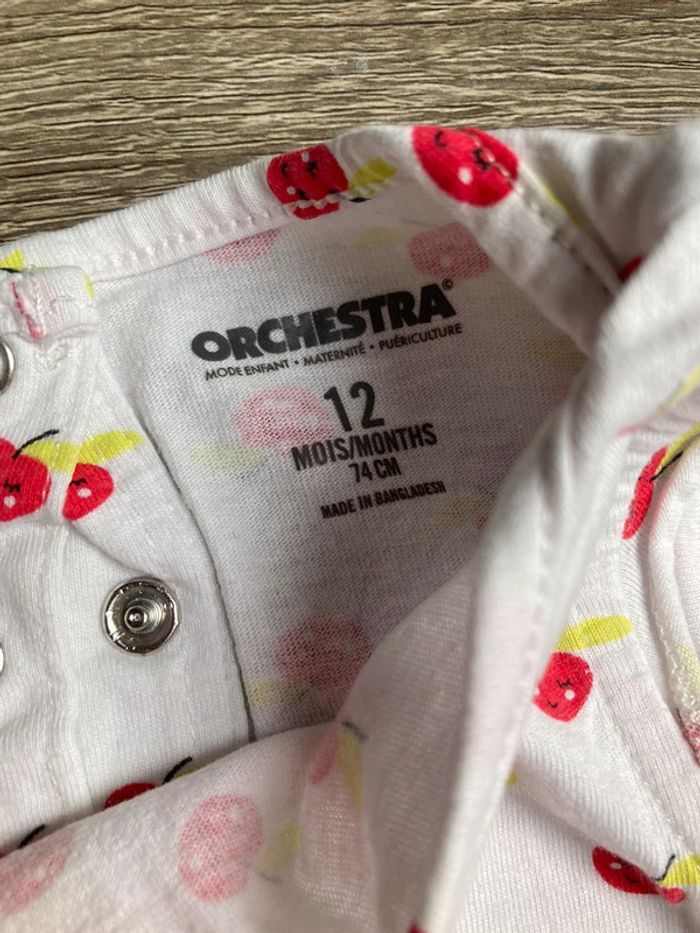 ORCHESTRA©
MODE ENFANT • MATERNITÉ • PUÉRICULTURE
12
MOIS/MONTHS
74 CM
MADE IN BANGLADESH